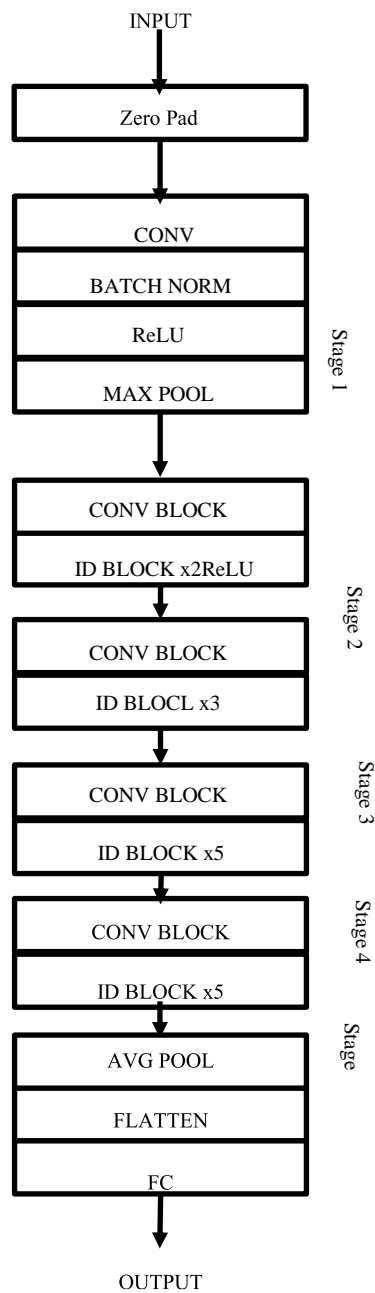 INPUT
Zero Pad
CONV
BATCH NORM
ReLU
MAX POOL
Stage 1
CONV BLOCK
ID BLOCK x2ReLU
Stage 2
CONV BLOCK
ID BLOCL x3
CONV BLOCK
Stage 3
ID BLOCK x5
CONV BLOCK
Stage 4
ID BLOCK x5
Stage
AVG POOL
FLATTEN
FC
OUTPUT